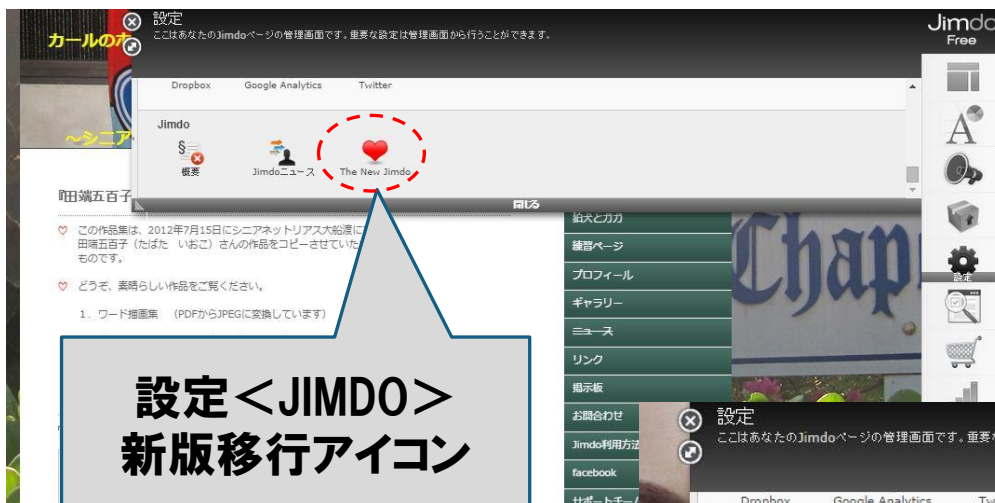 カールのホ
設定
ここはあなたのJimdoページの管理画面です。重要な設定は管理画面から行うことができます。
Jimdo
Free
Dropbox Google Analytics Twitter
Jimdo
概要 Jimdoニュース The New Jimdo
～シニア
閉じる
設定
『田端五百子
この作品集は、2012年7月15日にシニアネットリアス大船渡に
田端五百子（たばた いおこ）さんの作品をコピーさせていた
ものです。
どうぞ、素晴らしい作品をご覧ください。
1．ワード描画集 （PDFからJPEGに変換しています）
狛犬とガガ
練習ページ
プロフィール
ギャラリー
ニュース
リンク
掲示板
お問合わせ
Jimdo利用方法
facebook
サポートチーム
Chap
設定＜JIMDO＞
新版移行アイコン
設定
ここはあなたのJimdoページの管理画面です。重要な
Dropbox Google Analytics Tw